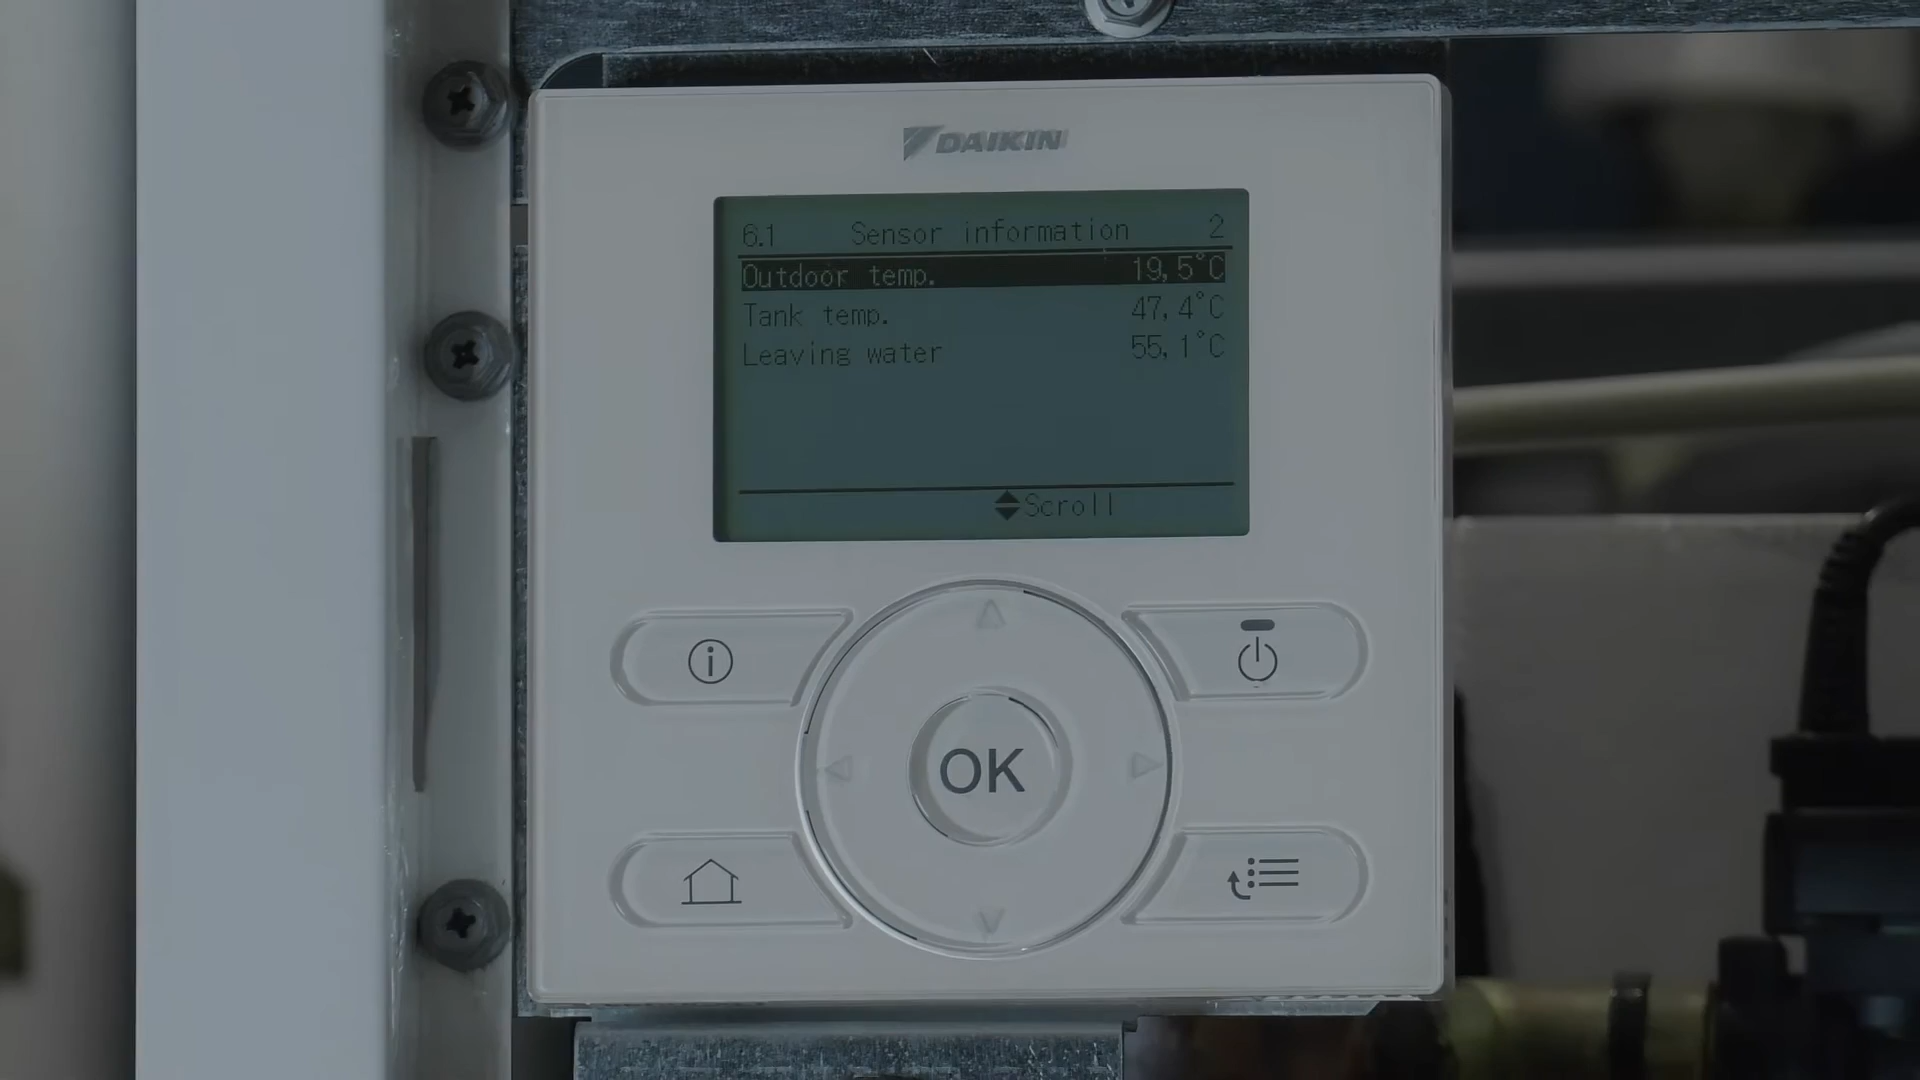 DAIKIN
6.1 Sensor information 2
Outdoor temp. 19,5°C
Tank temp. 47,4°C
Leaving water 55,1°C
Scroll
OK